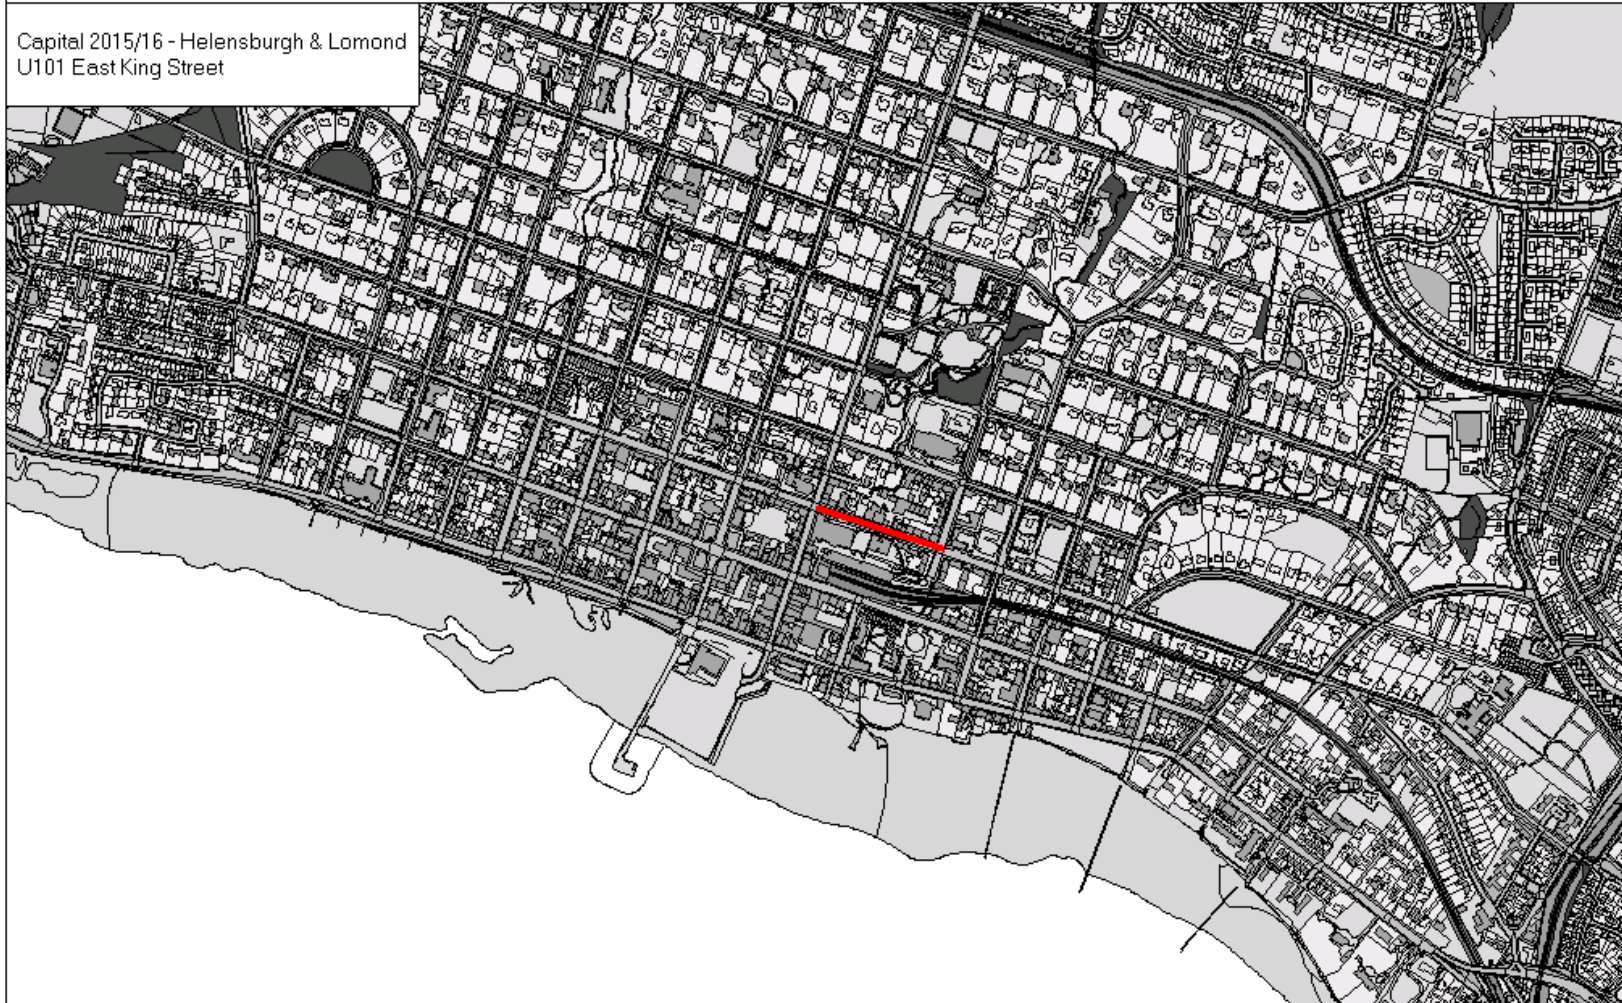 Capital 2015/16 - Helensburgh & Lomond
U101 East King Street